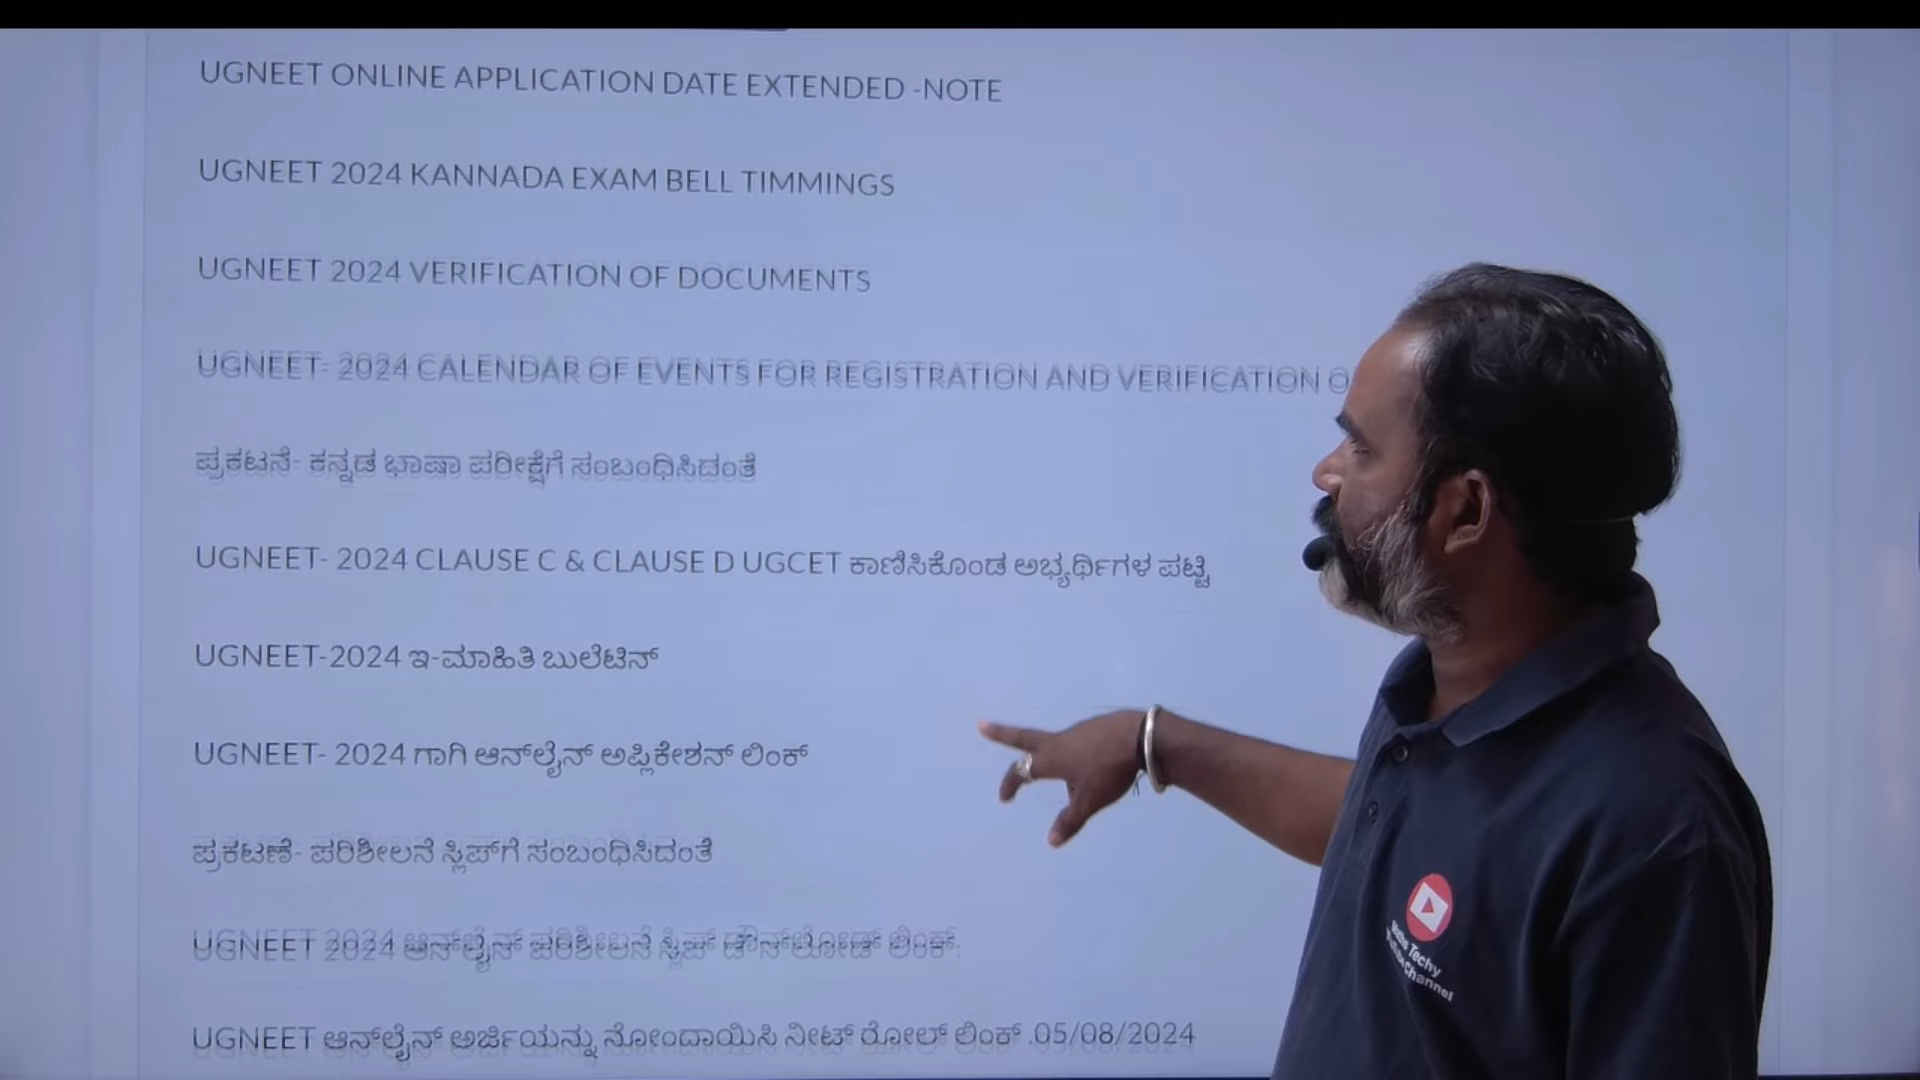 UGNEET ONLINE APPLICATION DATE EXTENDED -NOTE
UGNEET 2024 KANNADA EXAM BELL TIMMINGS
UGNEET 2024 VERIFICATION OF DOCUMENTS
UGNEET- 2024 CALENDAR OF EVENTS FOR REGISTRATION AND VERIFICATION O
ಪ್ರಕಟನೆ- ಕನ್ನಡ ಭಾಷಾ ಪರೀಕ್ಷೆಗೆ ಸಂಬಂಧಿಸಿದಂತೆ
UGNEET- 2024 CLAUSE C & CLAUSE D UGCET ಕಾಣಿಸಿಕೊಂಡ ಅಭ್ಯರ್ಥಿಗಳ ಪಟ್ಟಿ
UGNEET-2024 ಇ-ಮಾಹಿತಿ ಬುಲೆಟಿನ್
UGNEET- 2024 ಗಾಗಿ ಆನ್‌ಲೈನ್ ಅಪ್ಲಿಕೇಶನ್ ಲಿಂಕ್
ಪ್ರಕಟಣೆ- ಪರಿಶೀಲನೆ ಸ್ಲಿಪ್‌ಗೆ ಸಂಬಂಧಿಸಿದಂತೆ
UGNEET 2024 ಆನ್‌ಲೈನ್ ಪರಿಶೀಲನೆ ಸ್ಲಿಪ್ ಡೌನ್‌ಲೋಡ್ ಲಿಂಕ್.
UGNEET ಆನ್‌ಲೈನ್ ಅರ್ಜಿಯನ್ನು ನೋಂದಾಯಿಸಿ ನೀಟ್ ರೋಲ್ ಲಿಂಕ್ .05/08/2024
Techy
Channel